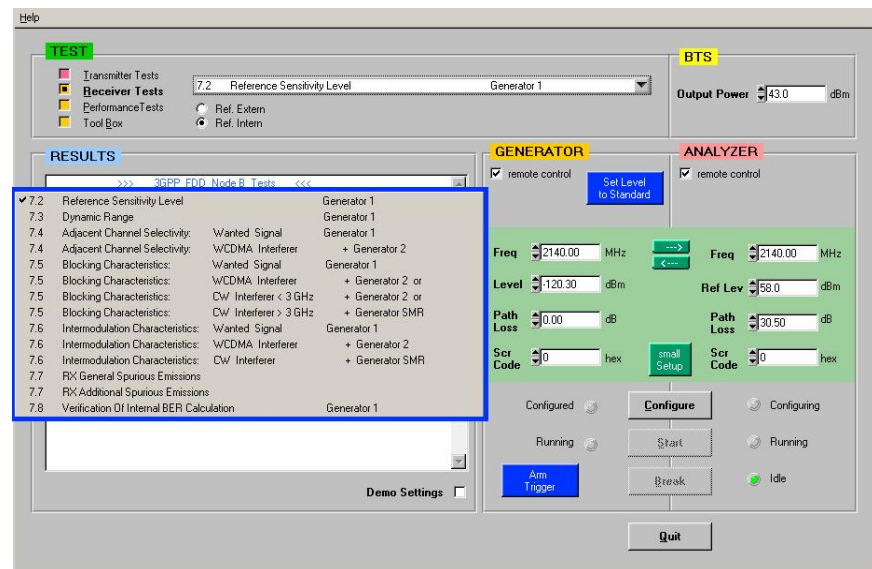 Help
TEST
Transmitter Tests
Receiver Tests
PerformanceTests
Tool Box
7.2 Reference Sensitivity Level Generator 1
Ref. Extern
Ref. Intern
BTS
Output Power 43.0 dBm
RESULTS
>>> 3GPP FDD Node B Tests <<<
7.2 Reference Sensitivity Level Generator 1
7.3 Dynamic Range Generator 1
7.4 Adjacent Channel Selectivity: Wanted Signal Generator 1
7.4 Adjacent Channel Selectivity: WCDMA Interferer + Generator 2
7.5 Blocking Characteristics: Wanted Signal Generator 1
7.5 Blocking Characteristics: WCDMA Interferer + Generator 2 or
7.5 Blocking Characteristics: CW Interferer < 3 GHz + Generator 2 or
7.5 Blocking Characteristics: CW Interferer > 3 GHz + Generator SMR
7.6 Intermodulation Characteristics: Wanted Signal Generator 1
7.6 Intermodulation Characteristics: WCDMA Interferer + Generator 2
7.6 Intermodulation Characteristics: CW Interferer + Generator SMR
7.7 RX General Spurious Emissions
7.7 RX Additional Spurious Emissions
7.8 Verification Of Internal BER Calculation Generator 1
Demo Settings
GENERATOR
remote control
Set Level
to Standard
ANALYZER
remote control
Freq 2140.00 MHz
--->
<---
Freq 2140.00 MHz
Level -120.30 dBm
Ref Lev 58.0 dBm
Path
Loss 0.00 dB
Path
Loss 30.50 dB
Scr
Code 0 hex
small
Setup
Scr
Code 0 hex
Configured
Configure
Configuring
Running
Start
Running
Arm
Trigger
Break
Idle
Quit